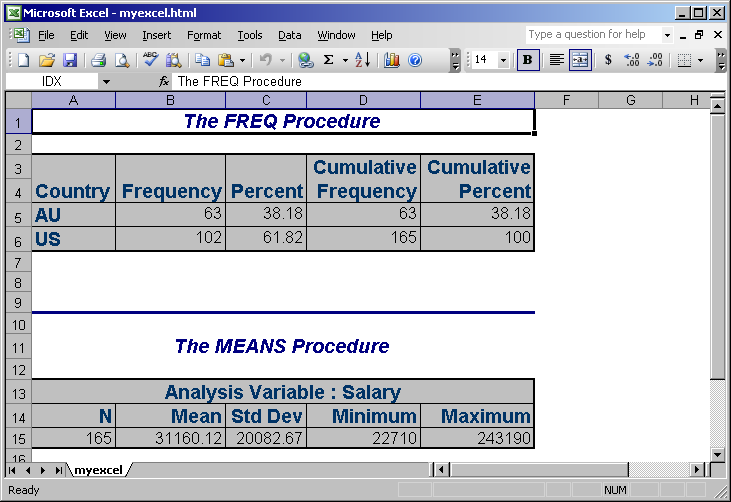 Microsoft Excel - myexcel.html
File Edit View Insert Format Tools Data Window Help Type a question for help
ABC Σ A Z 14 B a $ .00 .00
IDX fx The FREQ Procedure
A B C D E F G H
1 The FREQ Procedure
2
3 Cumulative Cumulative
4 Country Frequency Percent Frequency Percent
5 AU 63 38.18 63 38.18
6 US 102 61.82 165 100
7
8
9
10
11 The MEANS Procedure
12
13 Analysis Variable : Salary
14 N Mean Std Dev Minimum Maximum
15 165 31160.12 20082.67 22710 243190
16
myexcel
Ready NUM